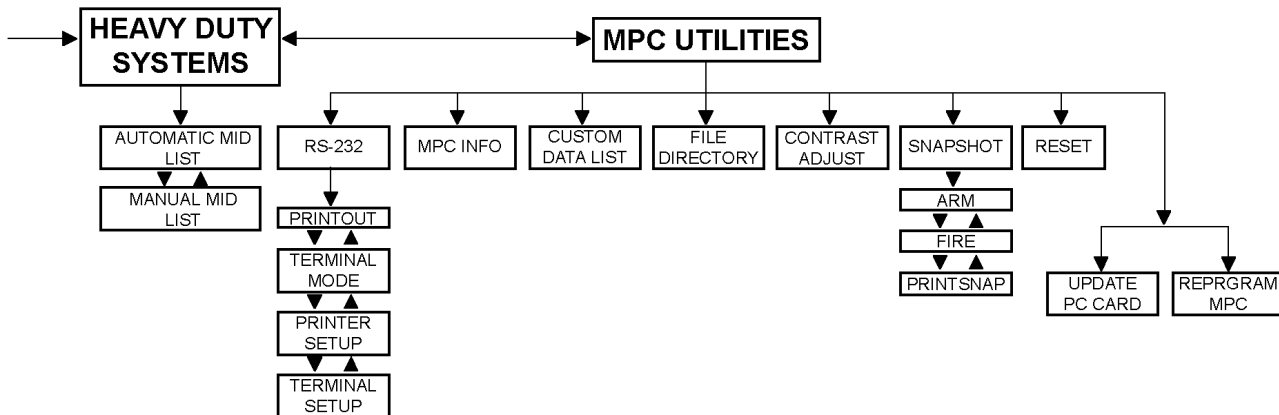 HEAVY DUTY
SYSTEMS
MPC UTILITIES
AUTOMATIC MID
LIST
MANUAL MID
LIST
RS-232
PRINTOUT
TERMINAL
MODE
PRINTER
SETUP
TERMINAL
SETUP
MPC INFO
CUSTOM
DATA LIST
FILE
DIRECTORY
CONTRAST
ADJUST
SNAPSHOT
ARM
FIRE
PRINTSNAP
RESET
UPDATE
PC CARD
REPRGRAM
MPC